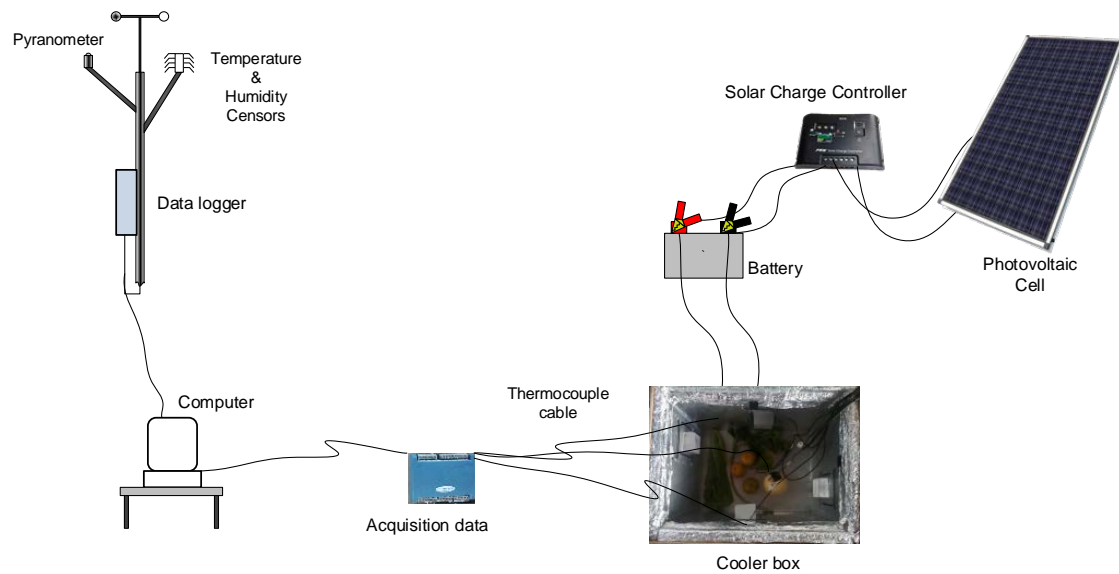 Pyranometer
Temperature
&
Humidity
Censors
Solar Charge Controller
Data logger
Battery
Photovoltaic
Cell
Computer
Thermocouple
cable
Acquisition data
Cooler box